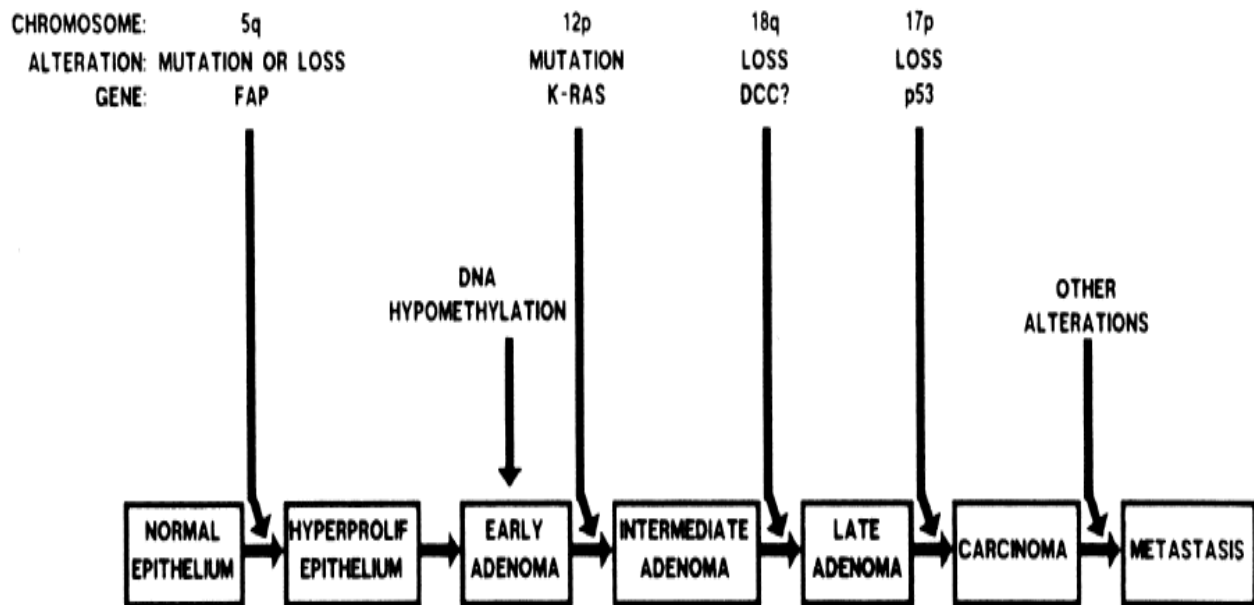 CHROMOSOME: 5q 12p 18q 17p
ALTERATION: MUTATION OR LOSS MUTATION LOSS LOSS
GENE: FAP K-RAS DCC? p53
DNA
HYPOMETHYLATION
OTHER
ALTERATIONS
NORMAL
EPITHELIUM
HYPERPROLIF
EPITHELIUM
EARLY
ADENOMA
INTERMEDIATE
ADENOMA
LATE
ADENOMA
CARCINOMA
METASTASIS